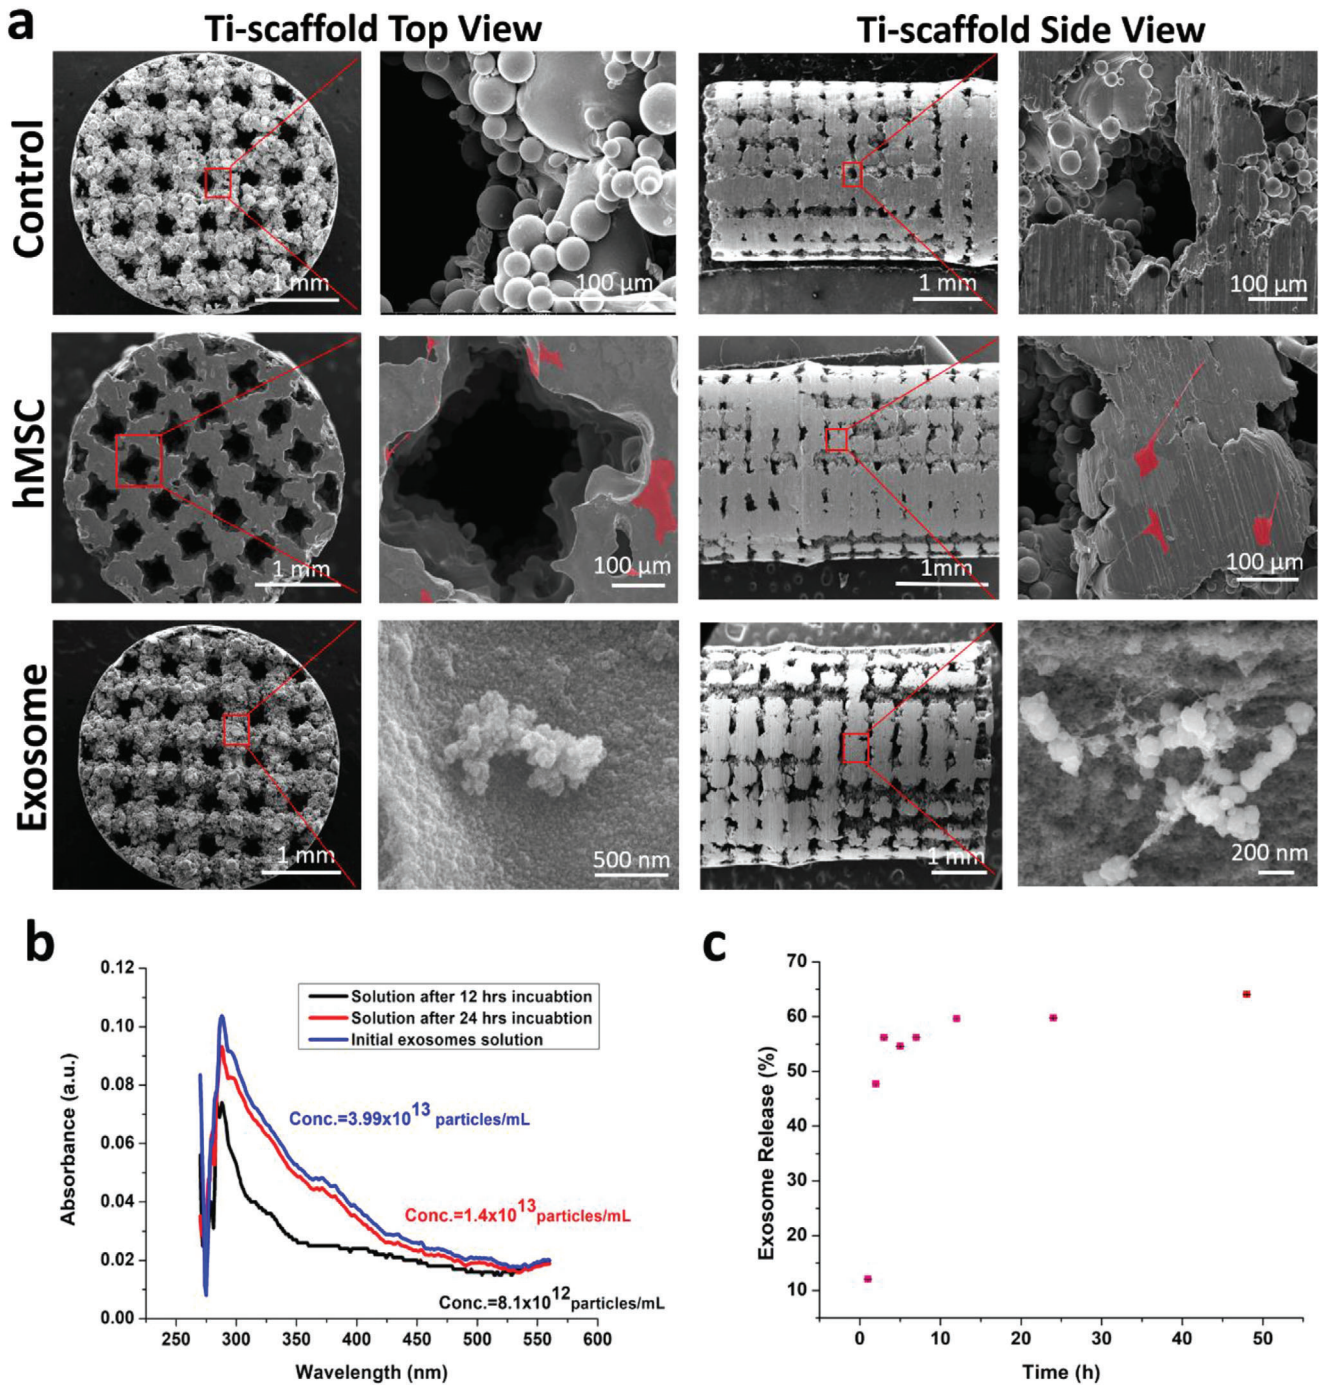 a
Ti-scaffold Top View
Ti-scaffold Side View
Control
1 mm
100 µm
1 mm
100 µm
hMSC
1 mm
100 µm
1mm
100 µm
Exosome
1 mm
500 nm
1 mm
200 nm
b
0.12
0.10
0.08
0.06
0.04
0.02
0.00
Absorbance (a.u.)
Solution after 12 hrs incuabtion
Solution after 24 hrs incuabtion
Initial exosomes solution
Conc.=3.99x10^13 particles/mL
Conc.=1.4x10^13 particles/mL
Conc.=8.1x10^12 particles/mL
250 300 350 400 450 500 550 600
Wavelength (nm)
c
70
60
50
40
30
20
10
Exosome Release (%)
0 10 20 30 40 50
Time (h)